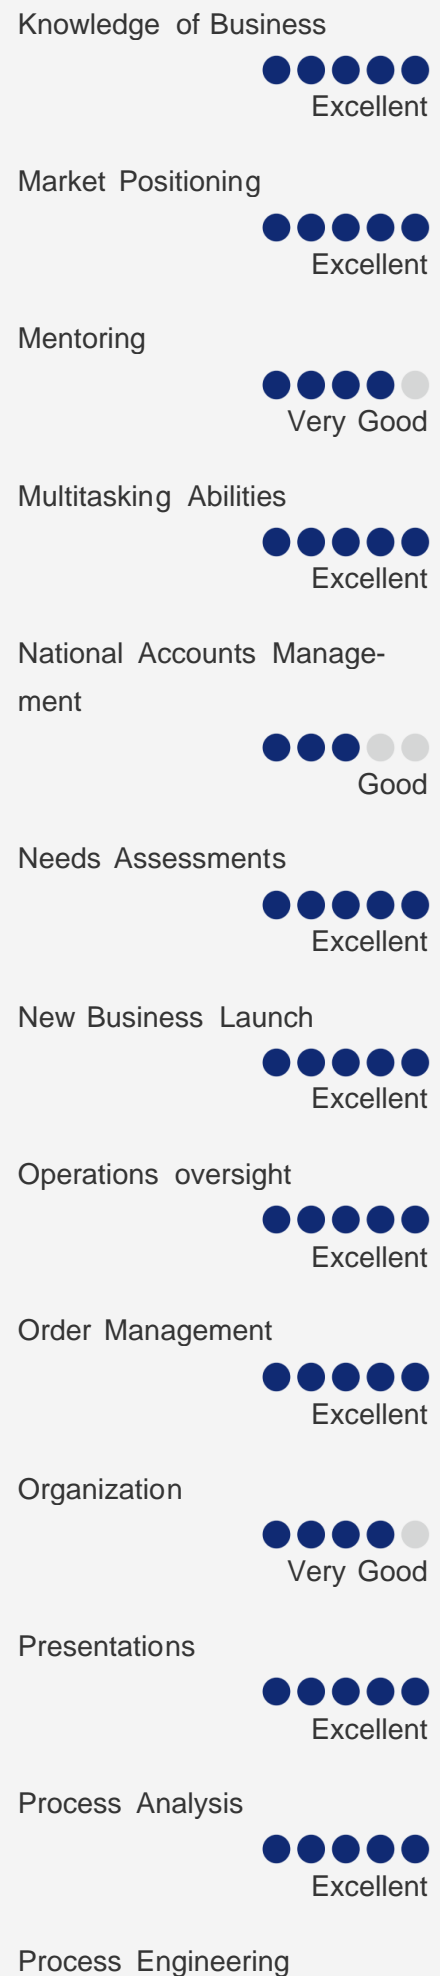 Knowledge of Business
Excellent
Market Positioning
Excellent
Mentoring
Very Good
Multitasking Abilities
Excellent
National Accounts Manage-
ment
Good
Needs Assessments
Excellent
New Business Launch
Excellent
Operations oversight
Excellent
Order Management
Excellent
Organization
Very Good
Presentations
Excellent
Process Analysis
Excellent
Process Engineering